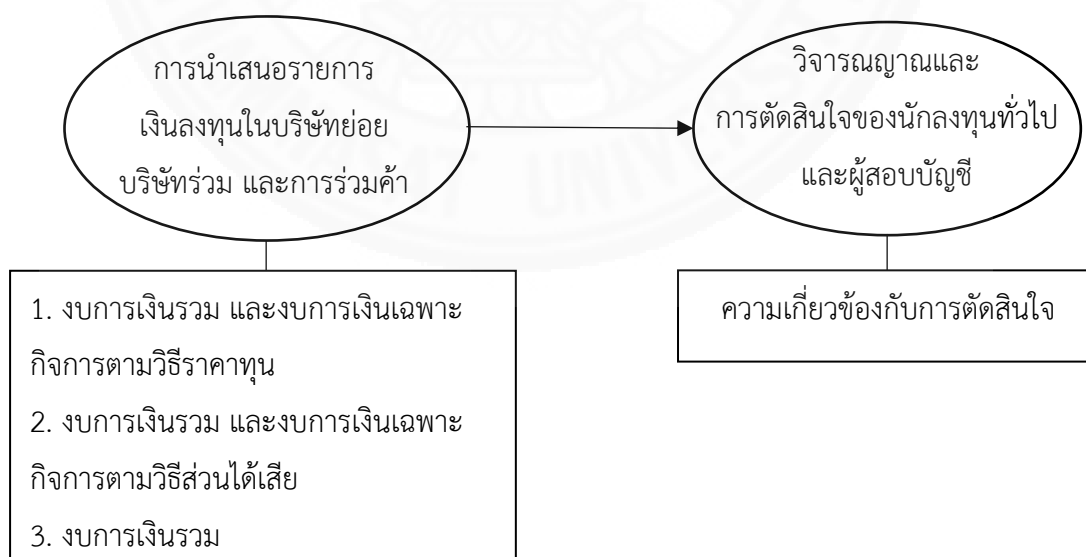 การนำเสนอรายการ
เงินลงทุนในบริษัทย่อย
บริษัทร่วม และการร่วมค้า
วิจารณญาณและ
การตัดสินใจของนักลงทุนทั่วไป
และผู้สอบบัญชี
1. งบการเงินรวม และงบการเงินเฉพาะ
กิจการตามวิธีราคาทุน
2. งบการเงินรวม และงบการเงินเฉพาะ
กิจการตามวิธีส่วนได้เสีย
3. งบการเงินรวม
ความเกี่ยวข้องกับการตัดสินใจ